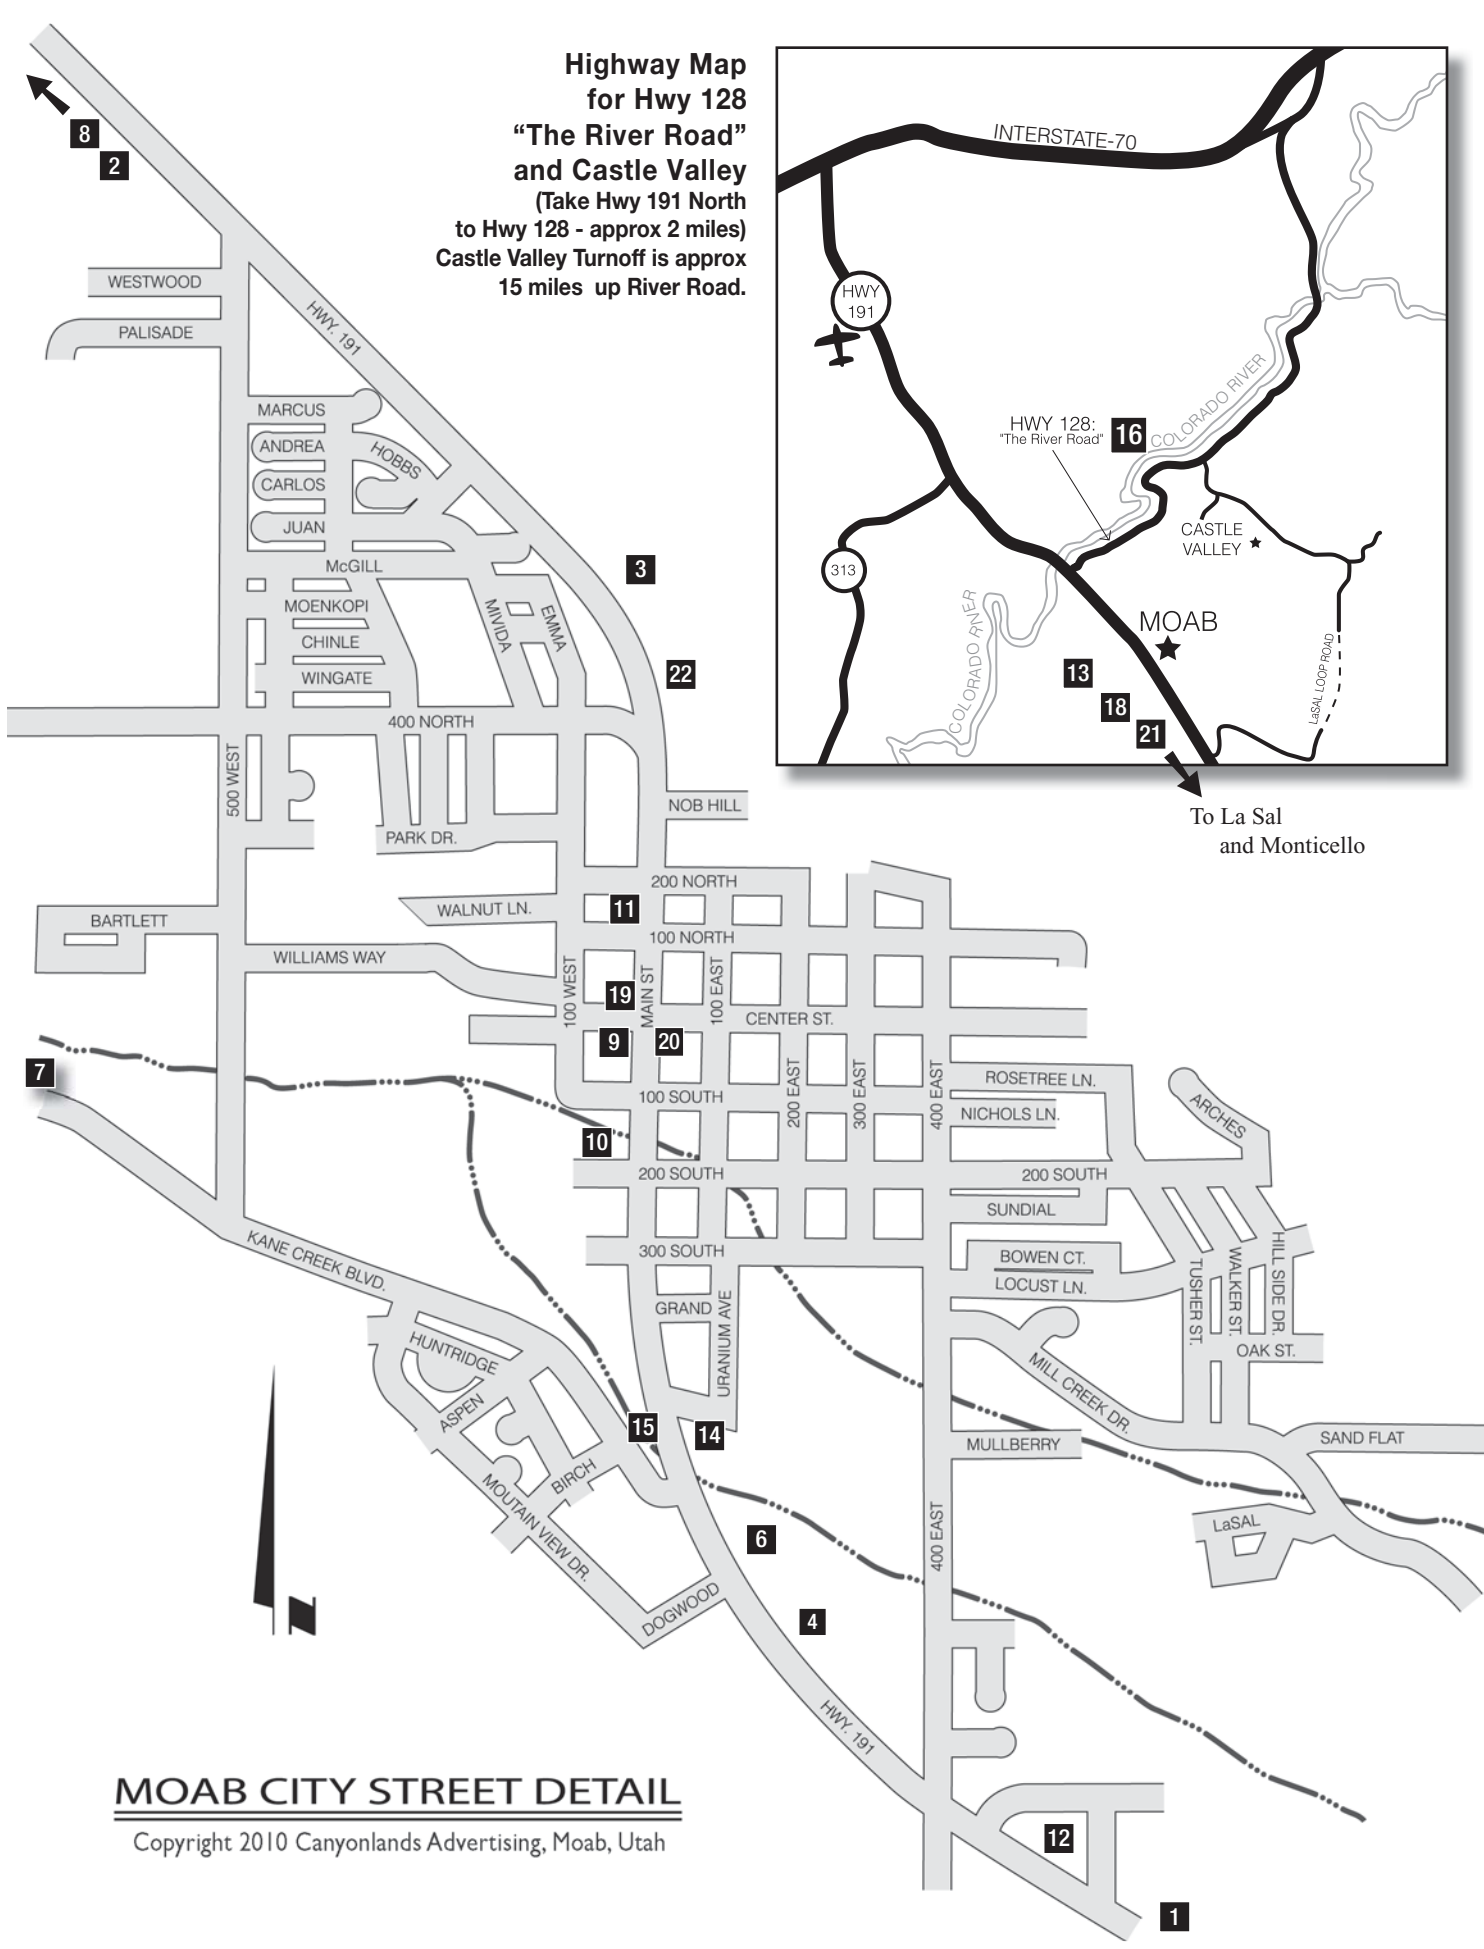 Highway Map
for Hwy 128
“The River Road”
and Castle Valley
(Take Hwy 191 North
to Hwy 128 - approx 2 miles)
Castle Valley Turnoff is approx
15 miles up River Road.
8
2
INTERSTATE-70
HWY
191
HWY 128:
"The River Road"
16
COLORADO RIVER
CASTLE
VALLEY
313
COLORADO RIVER
MOAB
13
18
21
LaSAL LOOP ROAD
To La Sal
and Monticello
WESTWOOD
PALISADE
HWY. 191
MARCUS
ANDREA
HOBBS
CARLOS
JUAN
McGILL
3
MOENKOPI
MIVIDA
EMMA
CHINLE
WINGATE
22
400 NORTH
500 WEST
NOB HILL
PARK DR.
200 NORTH
WALNUT LN.
11
BARTLETT
100 NORTH
WILLIAMS WAY
100 WEST
19
MAIN ST
100 EAST
CENTER ST.
9
20
7
200 EAST
300 EAST
400 EAST
ROSETREE LN.
100 SOUTH
NICHOLS LN.
ARCHES
10
200 SOUTH
200 SOUTH
SUNDIAL
KANE CREEK BLVD.
300 SOUTH
BOWEN CT.
LOCUST LN.
TUSHER ST.
WALKER ST.
HILL SIDE DR.
GRAND
URANIUM AVE
HUNTRIDGE
OAK ST.
MILL CREEK DR.
ASPEN
15
14
MULLBERRY
SAND FLAT
BIRCH
MOUTAIN VIEW DR.
LaSAL
6
400 EAST
DOGWOOD
4
N
HWY. 191
MOAB CITY STREET DETAIL
Copyright 2010 Canyonlands Advertising, Moab, Utah
12
1